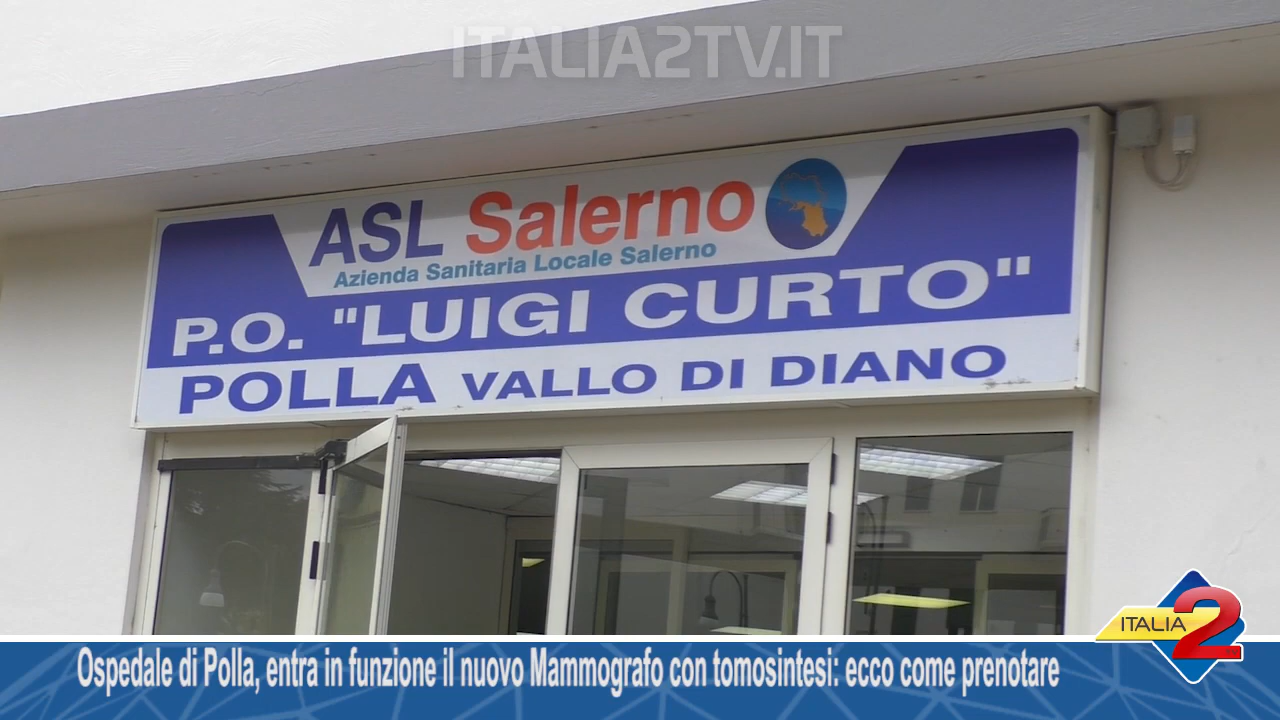 ITALIA2TV.IT
ASL Salerno
Azienda Sanitaria Locale Salerno
P.O. "LUIGI CURTO"
POLLA VALLO DI DIANO
ITALIA 2
Ospedale di Polla, entra in funzione il nuovo Mammografo con tomosintesi: ecco come prenotare